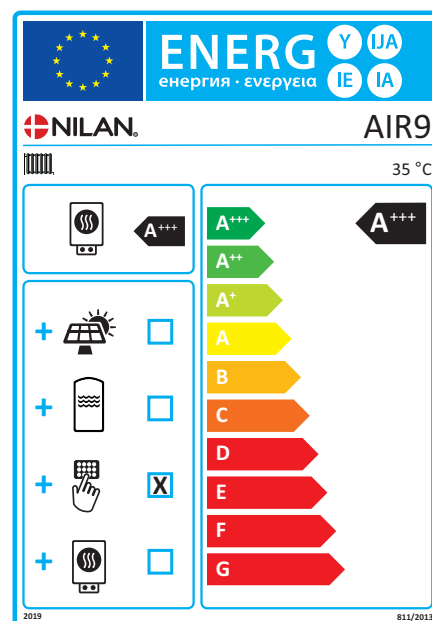 ENERG
енергия · ενεργεια
Y IJA
IE IA
NILAN.
AIR9
35 °C
A+++
A+++
A+++
A++
A+
A
B
C
D
E
F
G
+
+
+ X
+
2019
811/2013